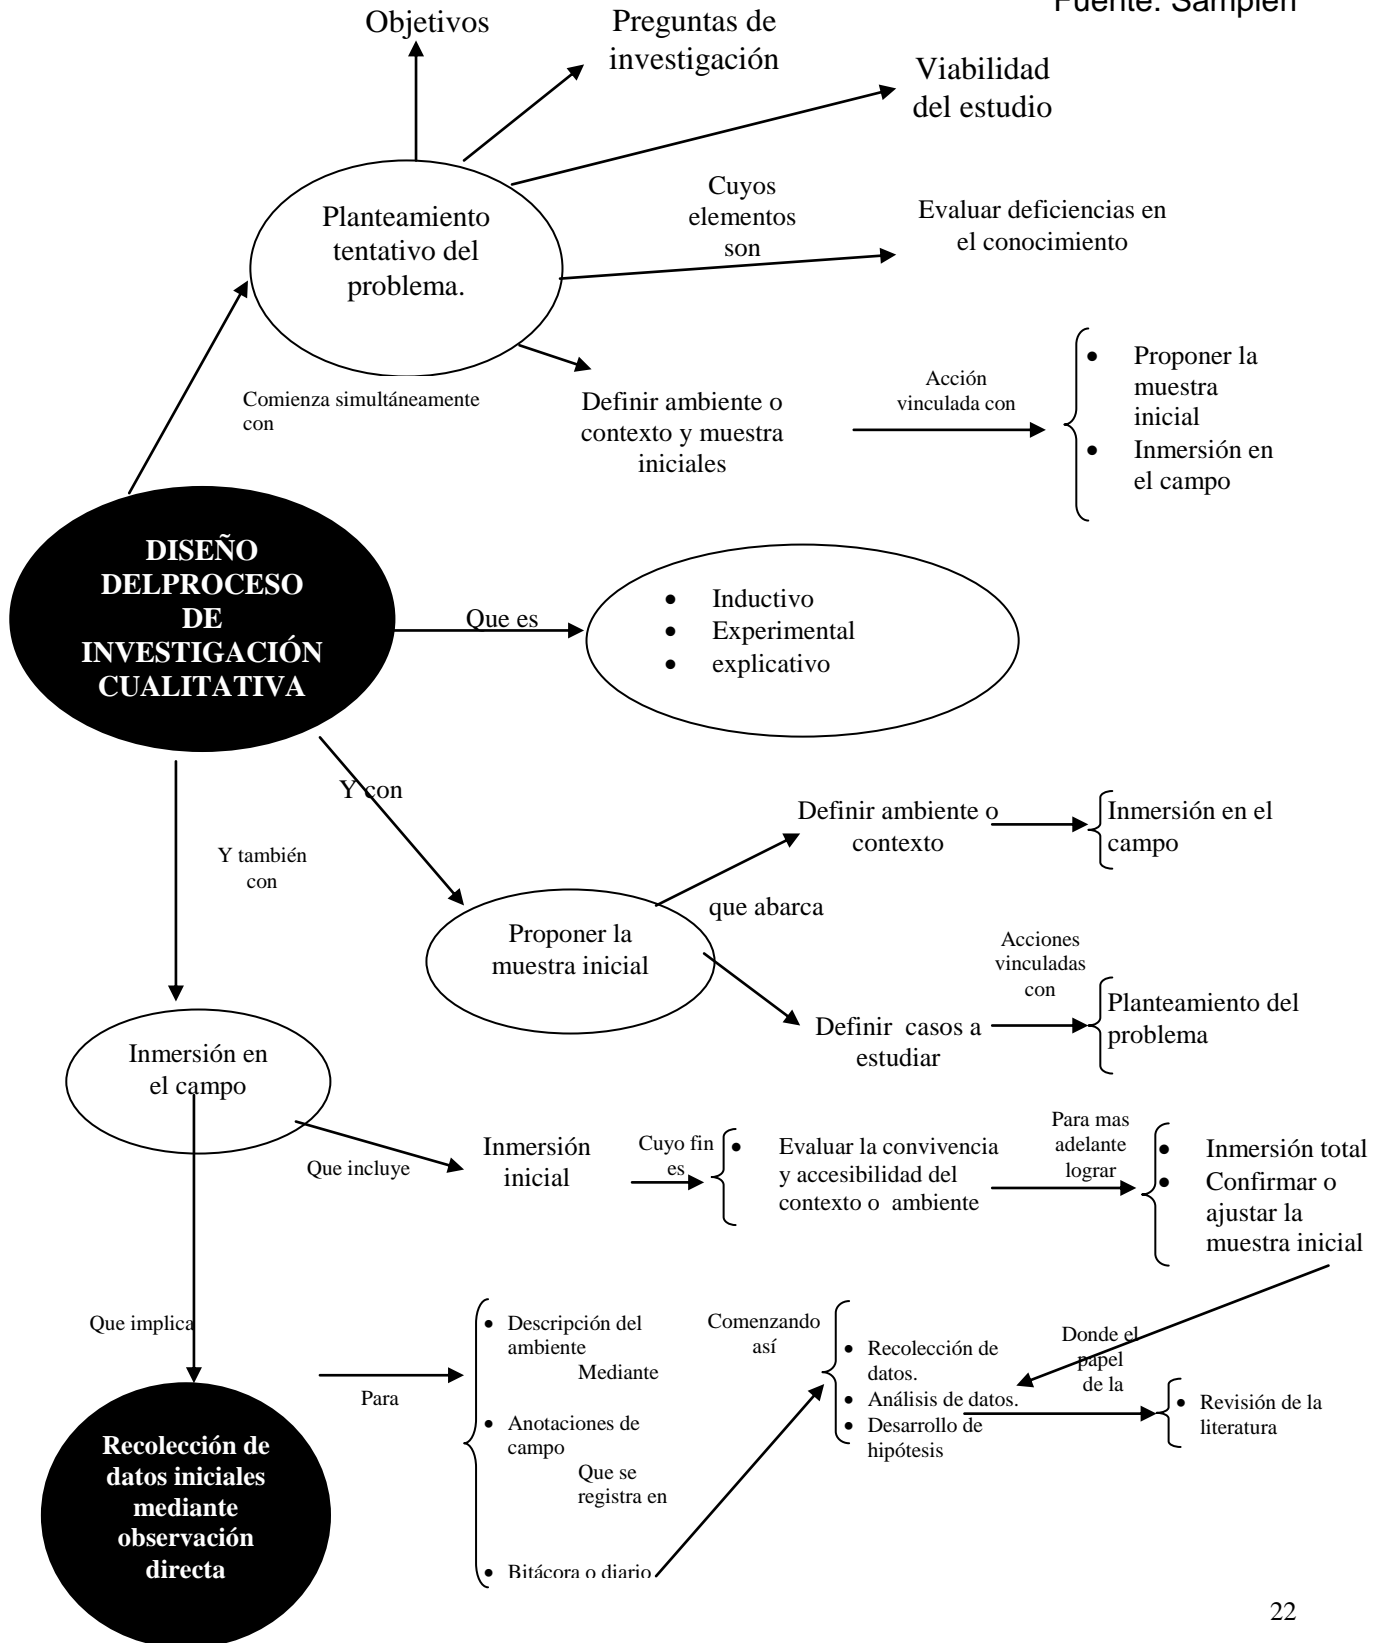 Fuente: Sampieri
Objetivos
Preguntas de
investigación
Viabilidad
del estudio
Planteamiento
tentativo del
problema.
Cuyos
elementos
son
Evaluar deficiencias en
el conocimiento
Comienza simultáneamente
con
Definir ambiente o
contexto y muestra
iniciales
Acción
vinculada con
• Proponer la
muestra
inicial
• Inmersión en
el campo
DISEÑO
DELPROCESO
DE
INVESTIGACIÓN
CUALITATIVA
Que es
• Inductivo
• Experimental
• explicativo
Y con
Y también
con
Proponer la
muestra inicial
que abarca
Definir ambiente o
contexto
Inmersión en el
campo
Definir casos a
estudiar
Acciones
vinculadas
con
Planteamiento del
problema
Inmersión en
el campo
Que incluye
Inmersión
inicial
Cuyo fin
es
• Evaluar la convivencia
y accesibilidad del
contexto o ambiente
Para mas
adelante
lograr
• Inmersión total
• Confirmar o
ajustar la
muestra inicial
Que implica
Recolección de
datos iniciales
mediante
observación
directa
Para
• Descripción del
ambiente
Mediante
• Anotaciones de
campo
Que se
registra en
• Bitácora o diario
Comenzando
así
• Recolección de
datos.
• Análisis de datos.
• Desarrollo de
hipótesis
Donde el
papel
de la
• Revisión de la
literatura
22